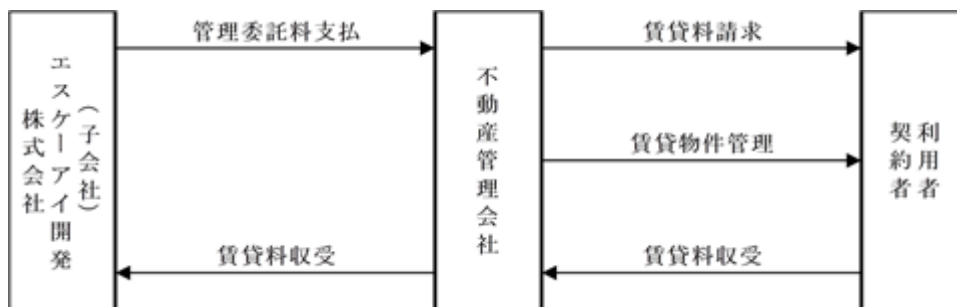 （子会社）
エスケーアイ開発
株式会社
管理委託料支払
賃貸料収受
不動産管理会社
賃貸料請求
賃貸物件管理
賃貸料収受
利用者
契約者